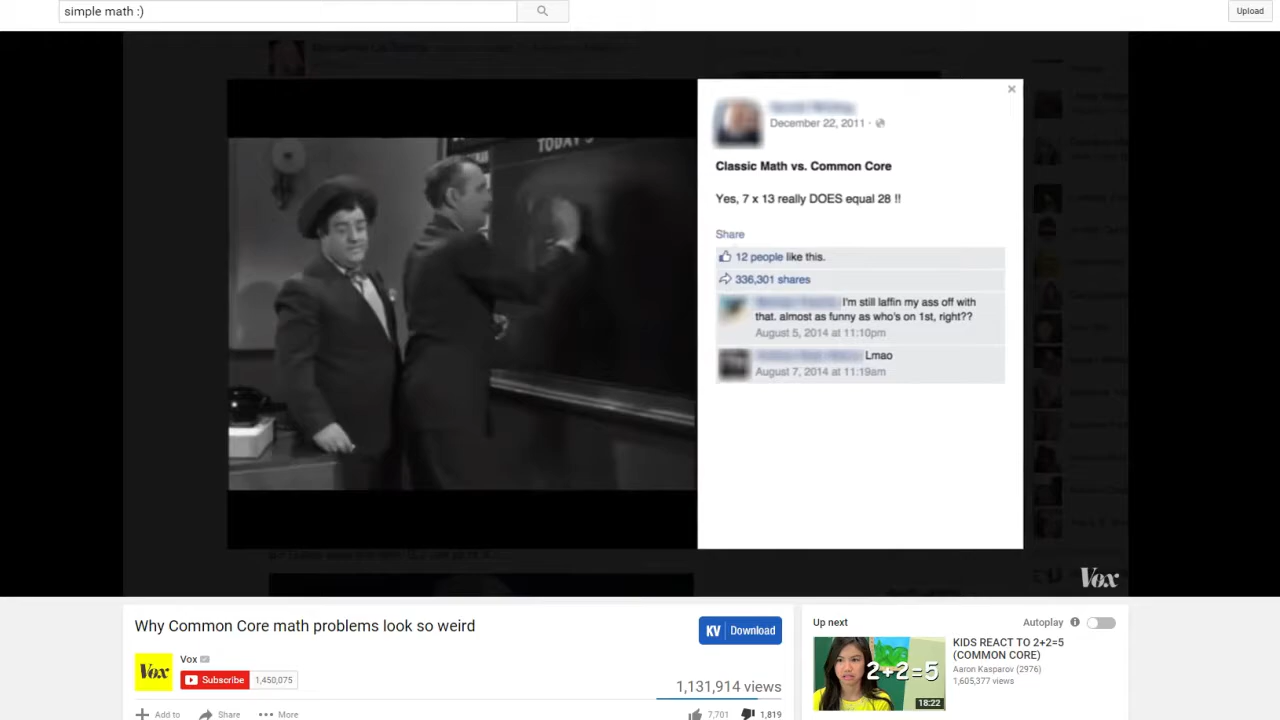 simple math :)
Upload
TODAY'S
December 22, 2011 ·
Classic Math vs. Common Core
Yes, 7 x 13 really DOES equal 28 !!
Share
12 people like this.
336,301 shares
I'm still laffin my ass off with
that. almost as funny as who's on 1st, right??
August 5, 2014 at 11:10pm
Lmao
August 7, 2014 at 11:19am
Vox
Why Common Core math problems look so weird
KV Download
Vox
Vox
Subscribe 1,450,075
1,131,914 views
Add to Share ••• More
7,701 1,819
Up next Autoplay
KIDS REACT TO 2+2=5
(COMMON CORE)
Aaron Kasparov (2976)
1,605,377 views
2+2=5
18:22